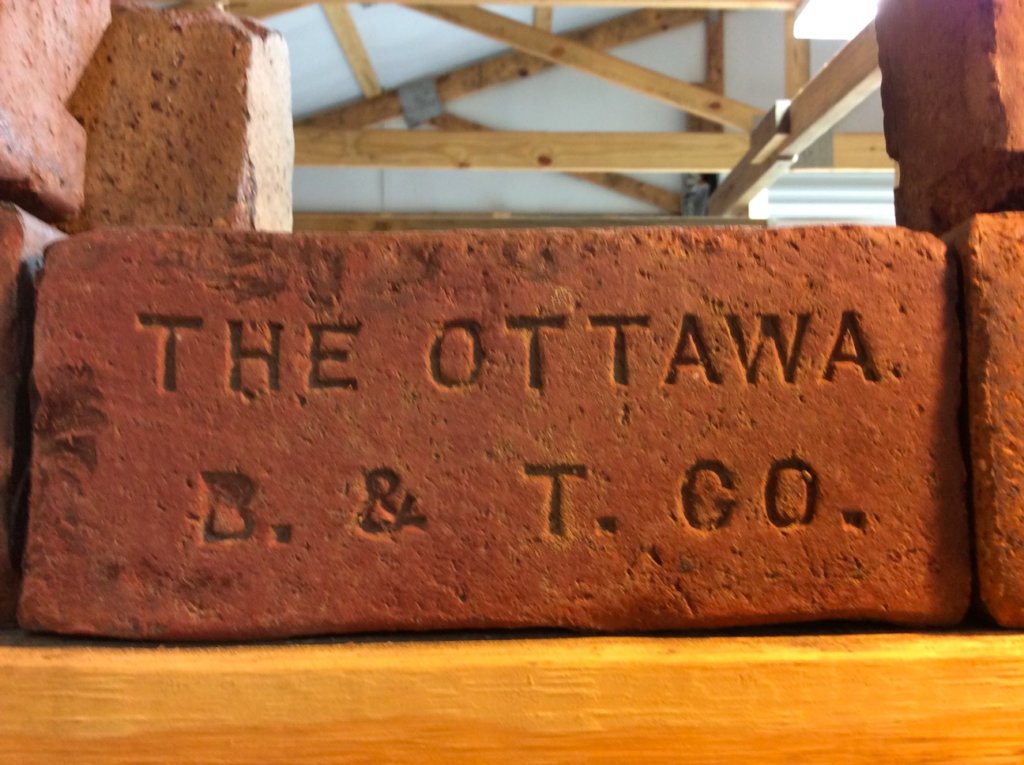 THE OTTAWA.
B. & T. CO.